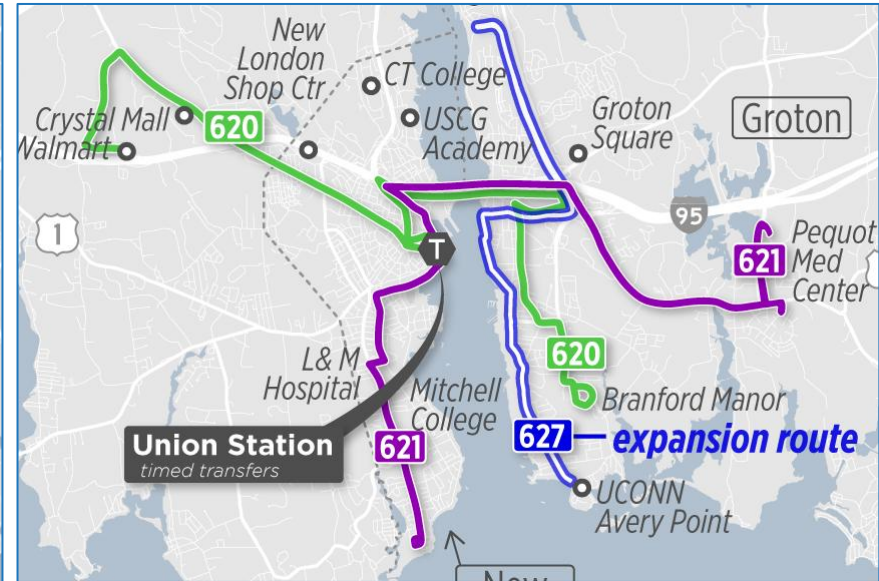 New
London
Shop Ctr
CT College
USCG
Academy
Groton
Square
Groton
Crystal Mall
Walmart
620
95
1
T
621
Pequot
Med
Center
L& M
Hospital
Mitchell
College
620
Branford Manor
Union Station
timed transfers
621
627
expansion route
UCONN
Avery Point
New